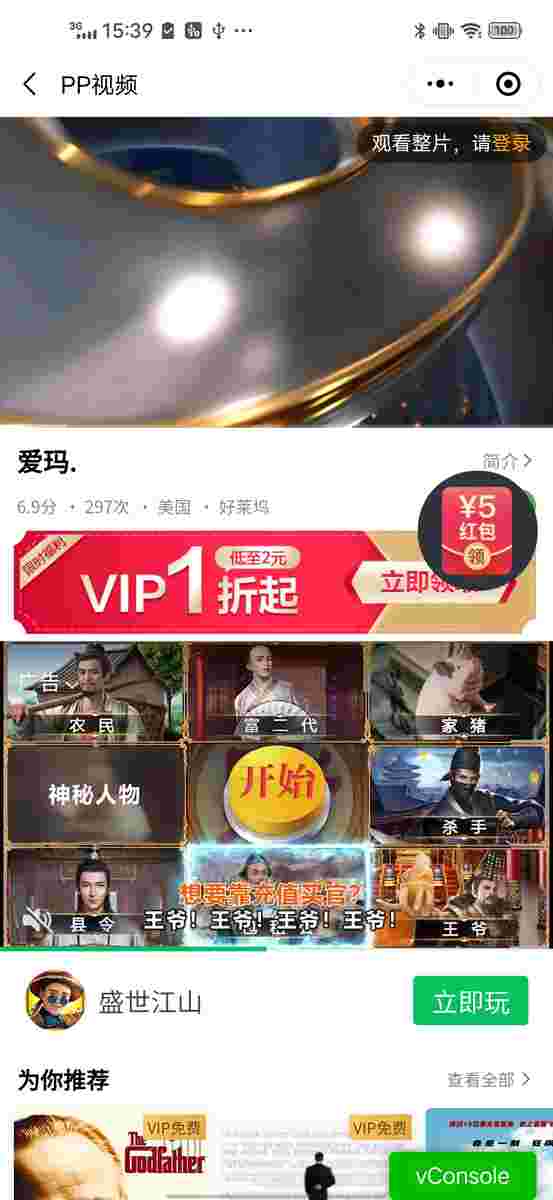 3G 15:39 100
PP视频
观看整片，请登录
爱玛.
简介
6.9分 · 297次 · 美国 · 好莱坞
¥5
红包
领
限时福利
VIP1折起
低至2元
立即领
广告
农民
富二代
家猪
神秘人物
开始
杀手
县令
想要靠充值买官?
王爷！王爷！王爷！王爷！
王爷
盛世江山
立即玩
为你推荐
查看全部
VIP免费
VIP免费
The
Godfather
vConsole